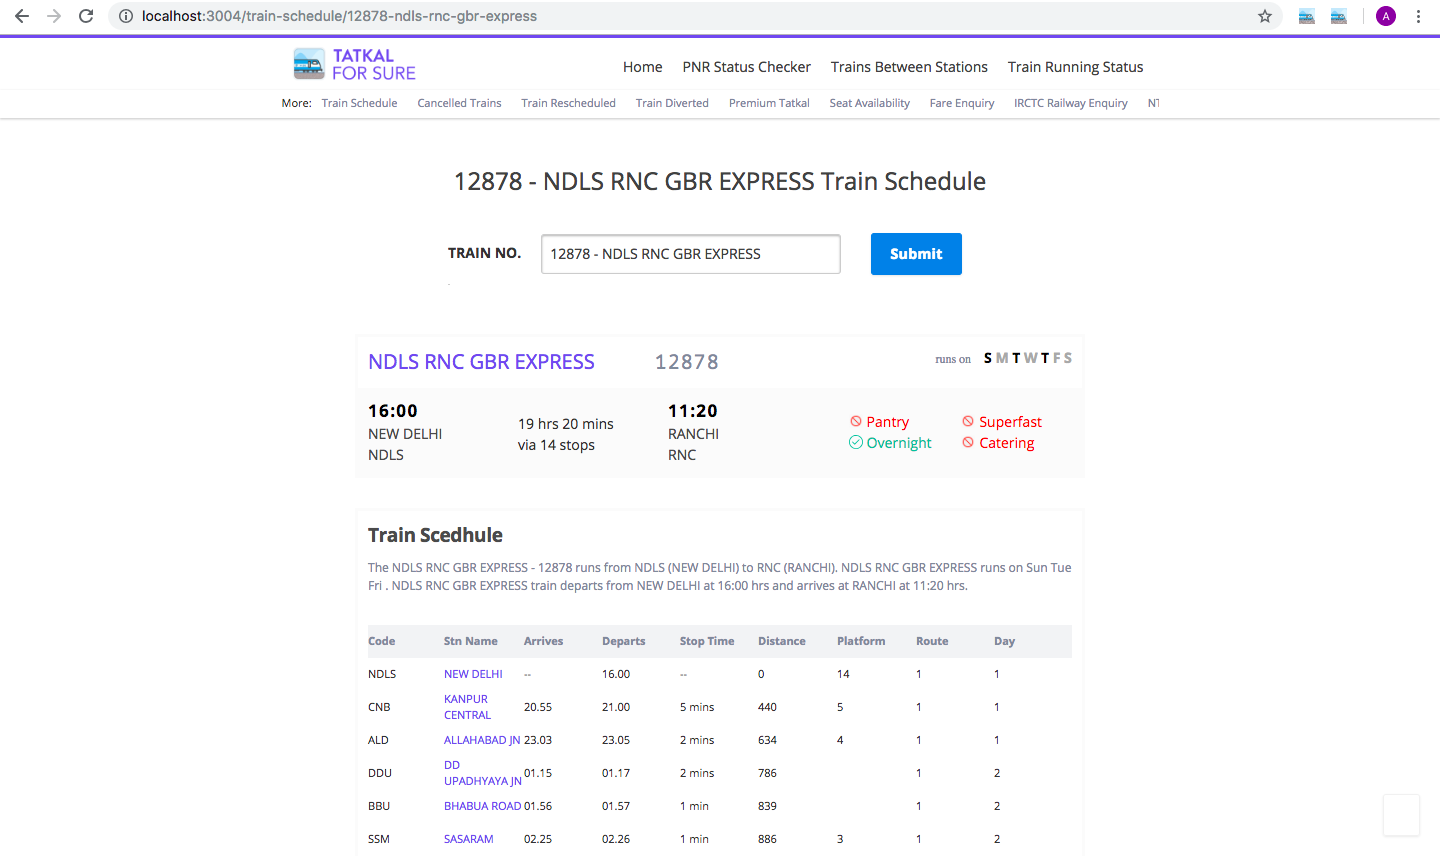 localhost:3004/train-schedule/12878-ndls-rnc-gbr-express
A
TATKAL
FOR SURE
Home PNR Status Checker Trains Between Stations Train Running Status
More: Train Schedule Cancelled Trains Train Rescheduled Train Diverted Premium Tatkal Seat Availability Fare Enquiry IRCTC Railway Enquiry
12878 - NDLS RNC GBR EXPRESS Train Schedule
TRAIN NO. 12878 - NDLS RNC GBR EXPRESS Submit
NDLS RNC GBR EXPRESS 12878 runs on S M T W T F S
16:00 11:20
19 hrs 20 mins Pantry Superfast
NEW DELHI RANCHI
via 14 stops Overnight Catering
NDLS RNC
Train Scedhule
The NDLS RNC GBR EXPRESS - 12878 runs from NDLS (NEW DELHI) to RNC (RANCHI). NDLS RNC GBR EXPRESS runs on Sun Tue
Fri . NDLS RNC GBR EXPRESS train departs from NEW DELHI at 16:00 hrs and arrives at RANCHI at 11:20 hrs.
Code Stn Name Arrives Departs Stop Time Distance Platform Route Day
NDLS NEW DELHI -- 16.00 -- 0 14 1 1
CNB KANPUR CENTRAL 20.55 21.00 5 mins 440 5 1 1
ALD ALLAHABAD JN 23.03 23.05 2 mins 634 4 1 1
DDU DD UPADHYAYA JN 01.15 01.17 2 mins 786 1 2
BBU BHABUA ROAD 01.56 01.57 1 min 839 1 2
SSM SASARAM 02.25 02.26 1 min 886 3 1 2